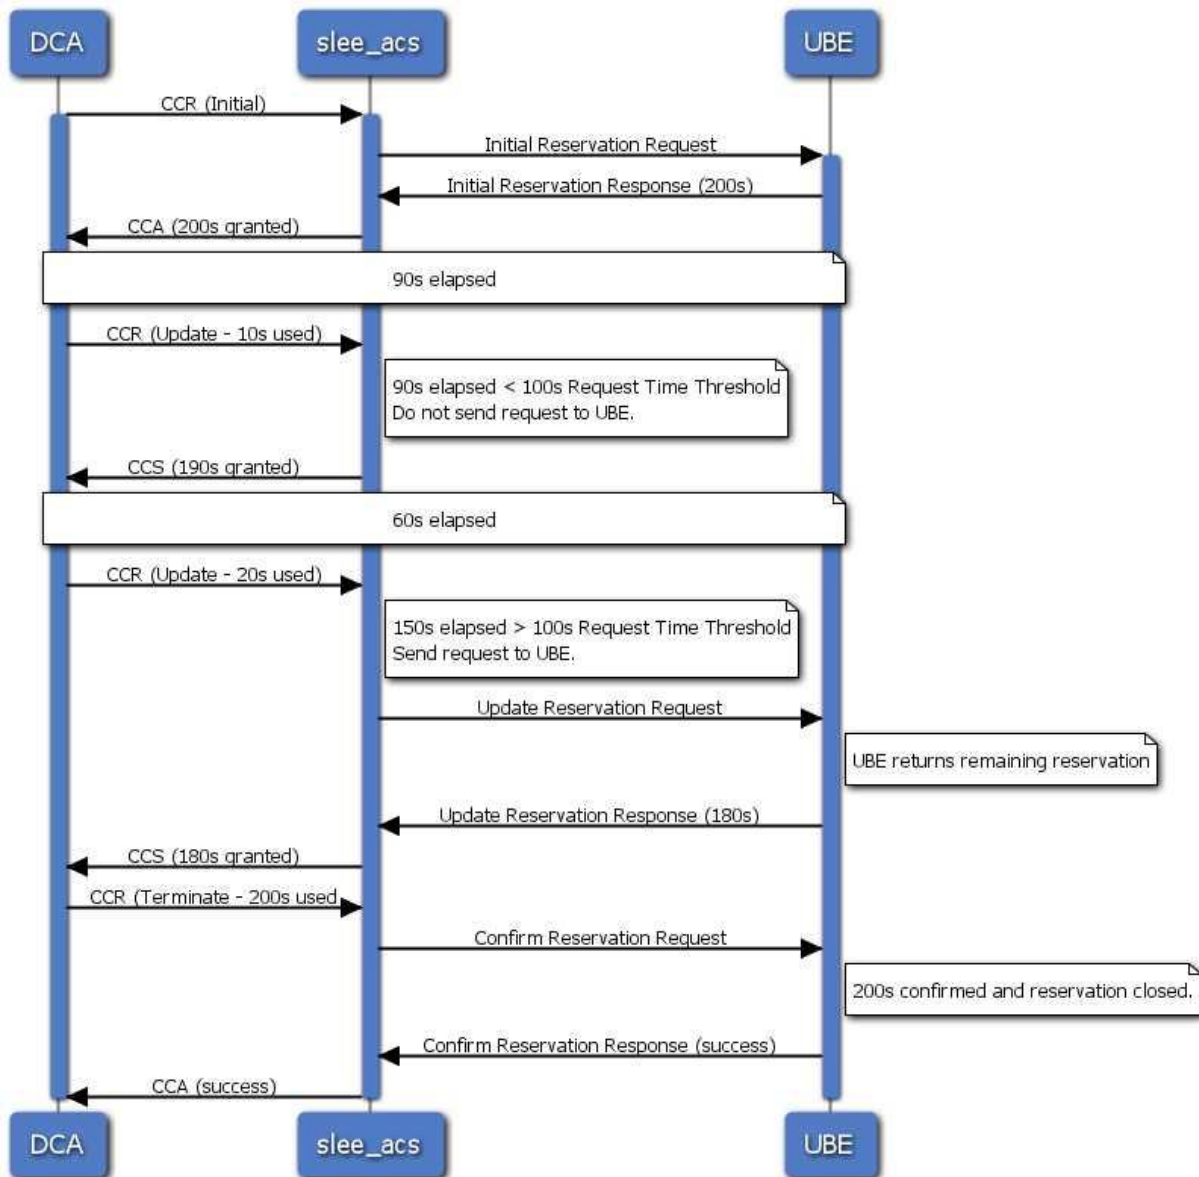 DCA
slee_acs
UBE
CCR (Initial)
Initial Reservation Request
Initial Reservation Response (200s)
CCA (200s granted)
90s elapsed
CCR (Update - 10s used)
90s elapsed < 100s Request Time Threshold
Do not send request to UBE.
CCS (190s granted)
60s elapsed
CCR (Update - 20s used)
150s elapsed > 100s Request Time Threshold
Send request to UBE.
Update Reservation Request
UBE returns remaining reservation
Update Reservation Response (180s)
CCS (180s granted)
CCR (Terminate - 200s used
Confirm Reservation Request
200s confirmed and reservation closed.
Confirm Reservation Response (success)
CCA (success)
DCA
slee_acs
UBE